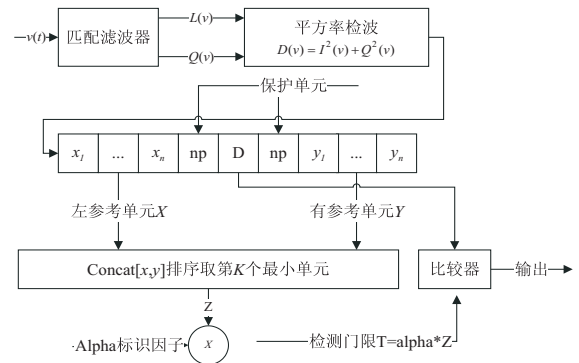 v(t)
匹配滤波器
L(v)
Q(v)
平方率检波
D(v)=I²(v)+Q²(v)
保护单元
x₁ ... xₙ np D np y₁ ... yₙ
左参考单元X
有参考单元Y
Concat[x,y]排序取第K个最小单元
比较器
输出
Z
·Alpha标识因子
X
检测门限T=alpha*Z